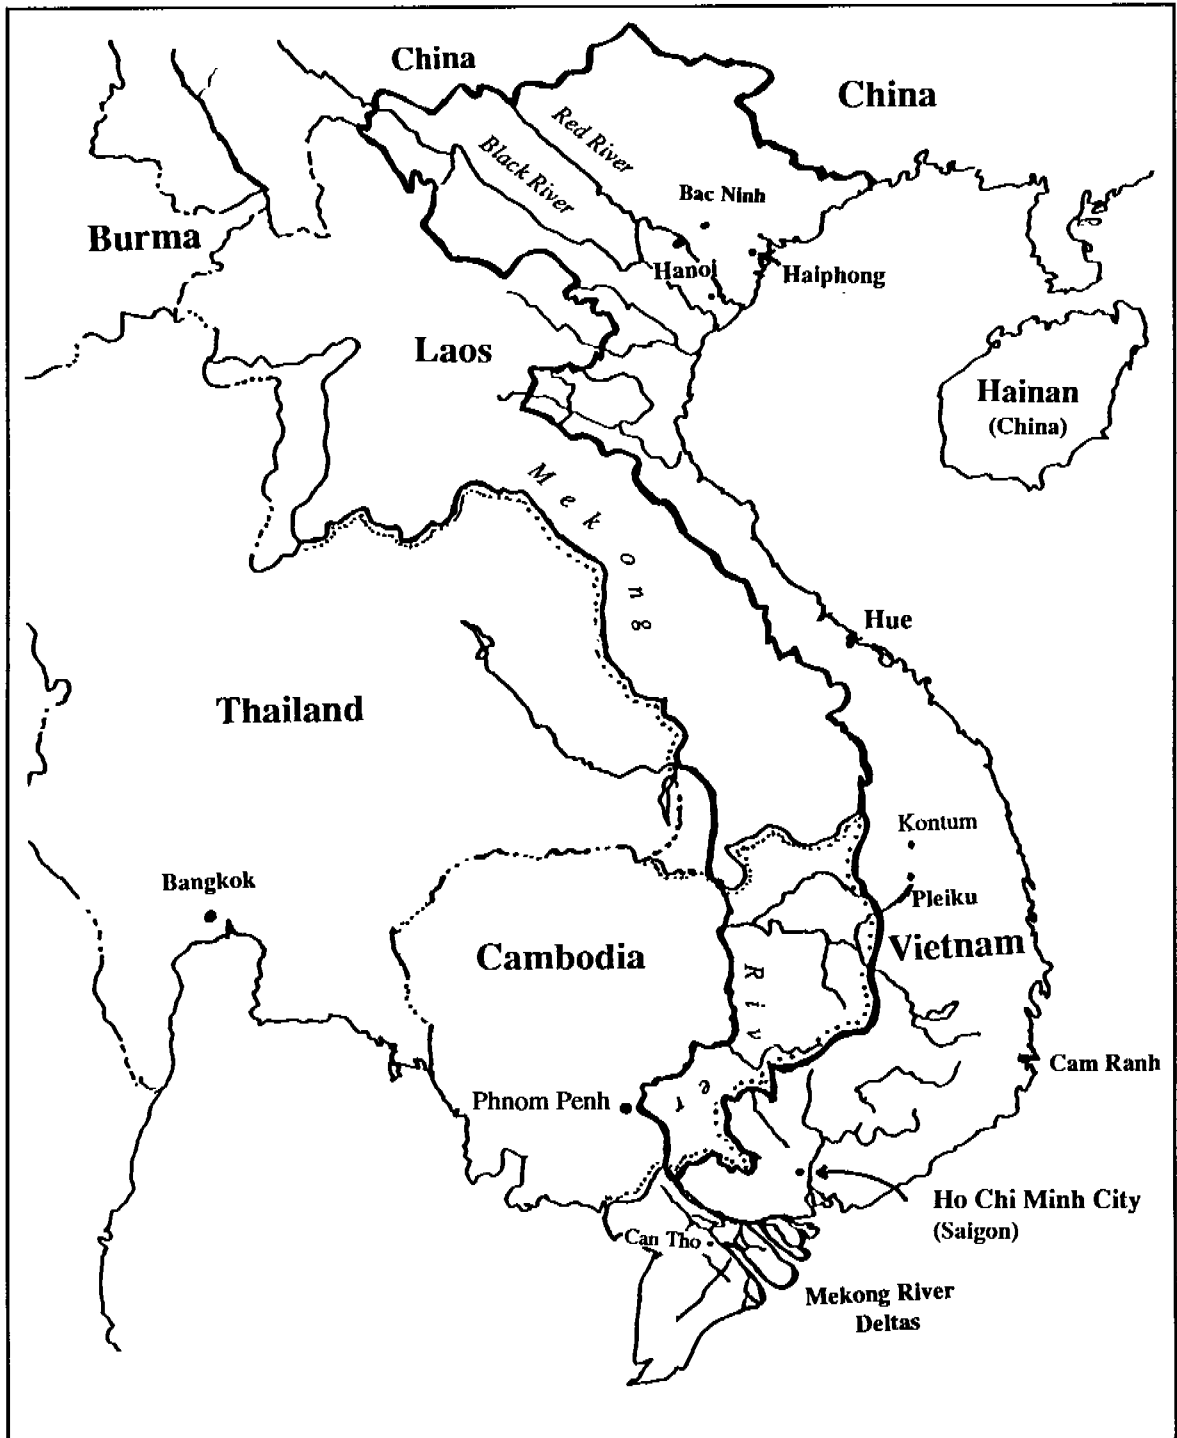 China
China
Red River
Black River
Bac Ninh
Burma
Hanoi
Haiphong
Laos
Hainan
(China)
Mekong
Hue
Thailand
Kontum
Bangkok
Pleiku
Vietnam
Cambodia
River
Cam Ranh
Phnom Penh
Ho Chi Minh City
(Saigon)
Can Tho
Mekong River
Deltas